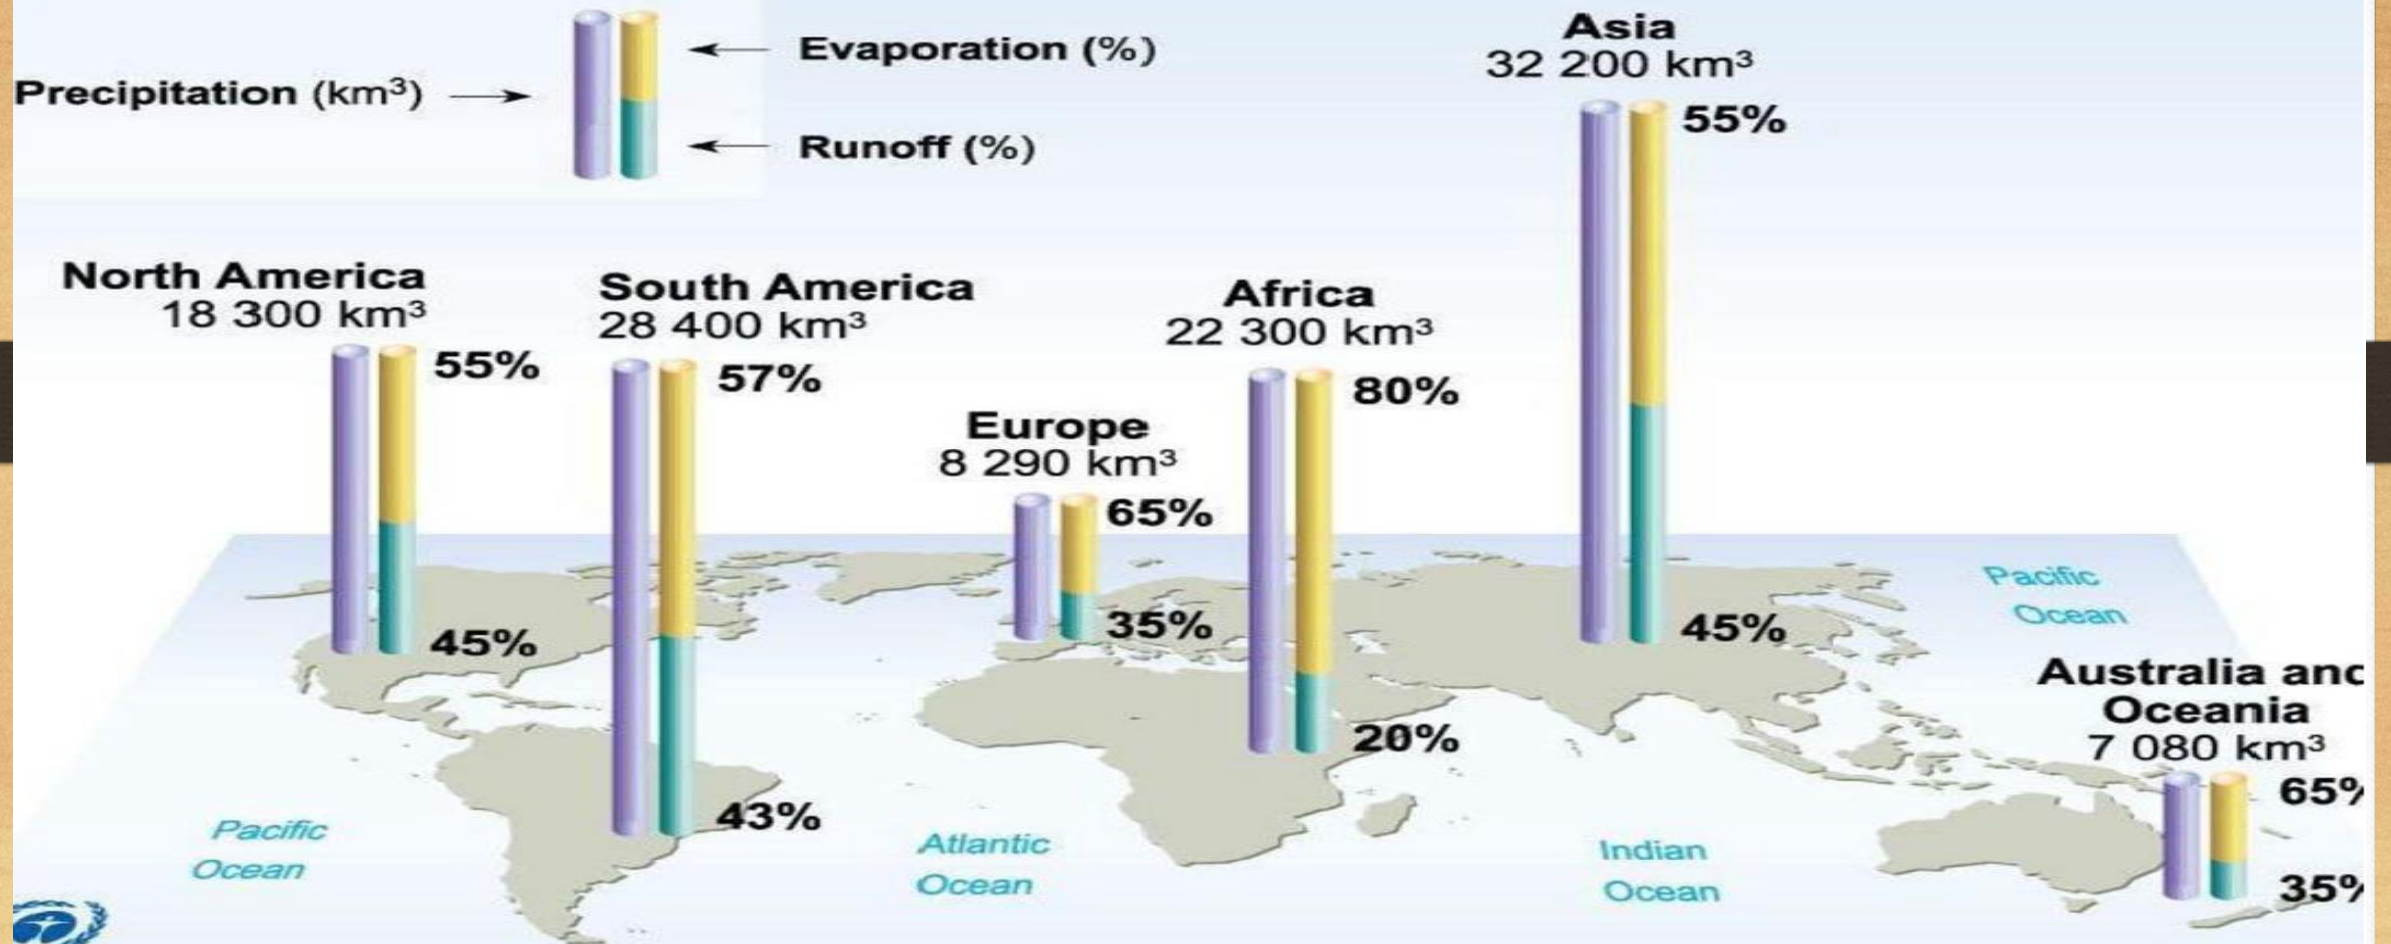 Precipitation (km³)
Evaporation (%)
Runoff (%)
North America
18 300 km³
55%
45%
South America
28 400 km³
57%
43%
Europe
8 290 km³
65%
35%
Africa
22 300 km³
80%
20%
Asia
32 200 km³
55%
45%
Australia and
Oceania
7 080 km³
65%
35%
Pacific
Ocean
Atlantic
Ocean
Indian
Ocean
Pacific
Ocean